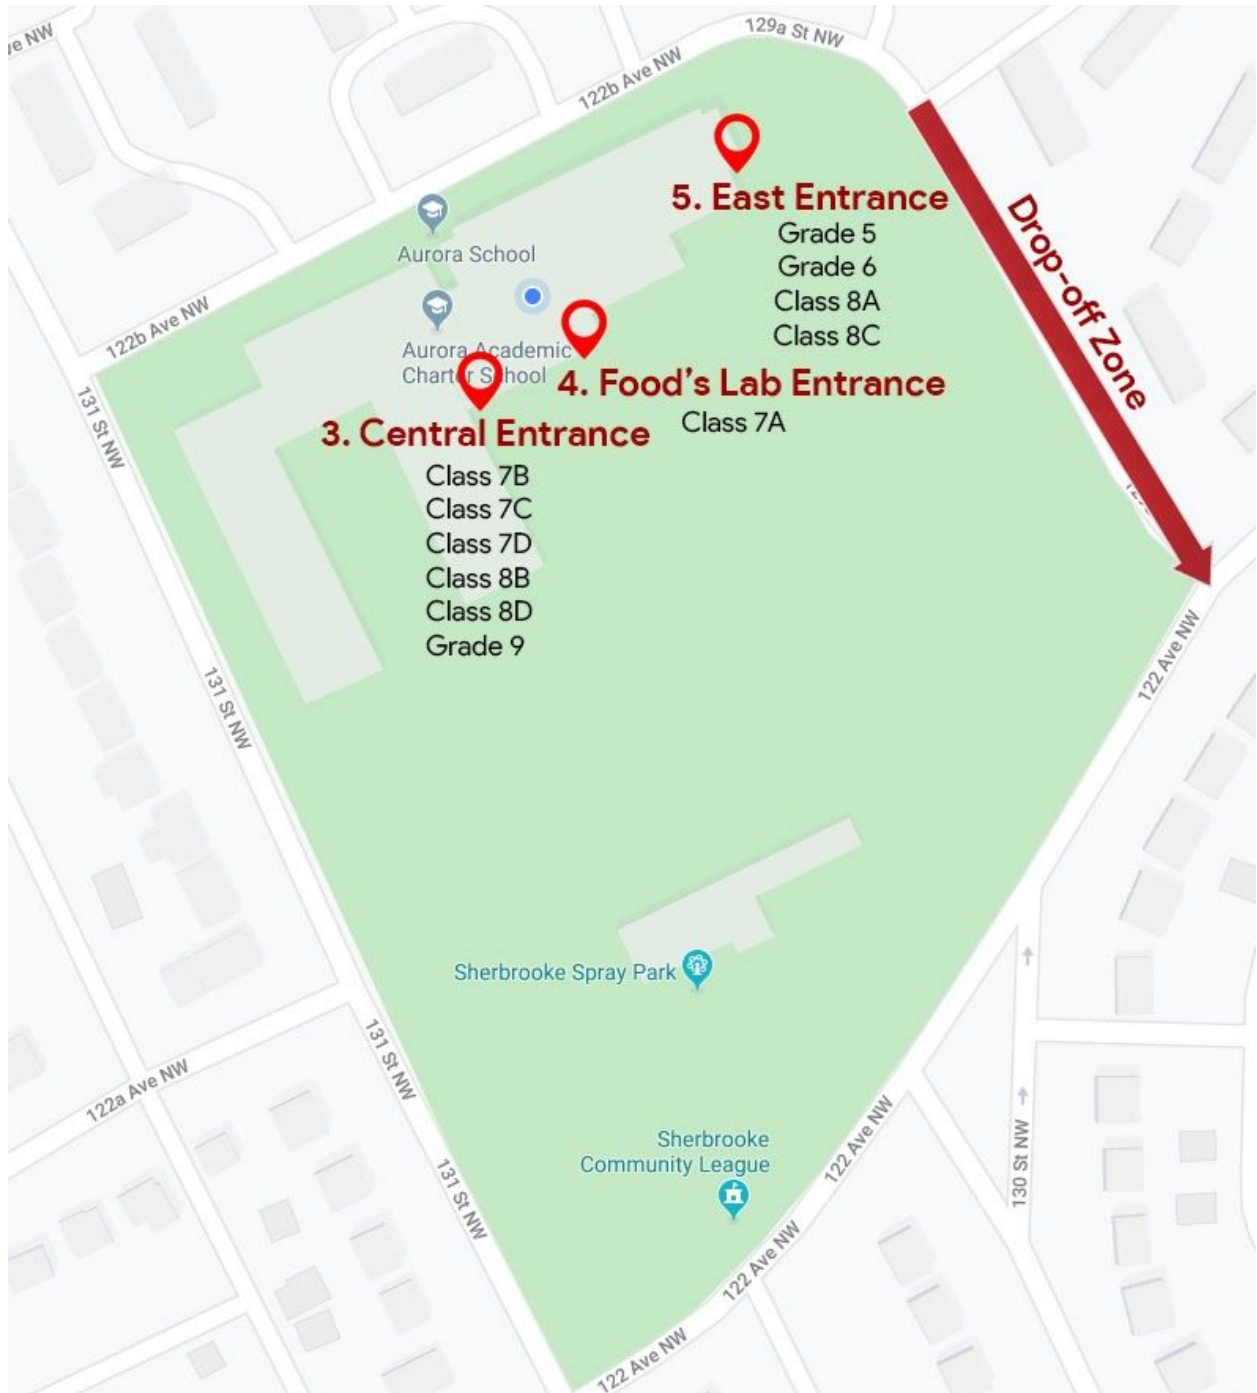 ve NW
129a St NW
122b Ave NW
5. East Entrance
Grade 5
Grade 6
Class 8A
Class 8C
Drop-off Zone
Aurora School
122b Ave NW
Aurora Academic
Charter School
4. Food's Lab Entrance
Class 7A
131 St NW
3. Central Entrance
Class 7B
Class 7C
Class 7D
Class 8B
Class 8D
Grade 9
122 Ave NW
131 St NW
Sherbrooke Spray Park
131 St NW
122a Ave NW
Sherbrooke
Community League
122 Ave NW
130 St NW
131 St NW
122 Ave NW
122 Ave NW